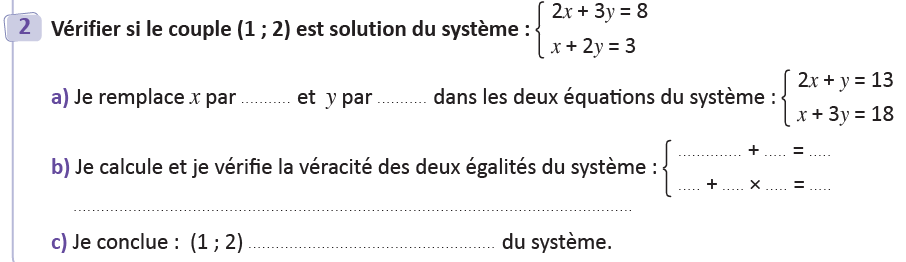 2 Vérifier si le couple (1 ; 2) est solution du système : { 2x + 3y = 8
x + 2y = 3
a) Je remplace x par ........... et y par ........... dans les deux équations du système : { 2x + y = 13
x + 3y = 18
b) Je calcule et je vérifie la véracité des deux égalités du système : { .............. + ..... = .....
..... + ..... × ..... = .....
..............................................................................................................................
c) Je conclue : (1 ; 2) ....................................................... du système.